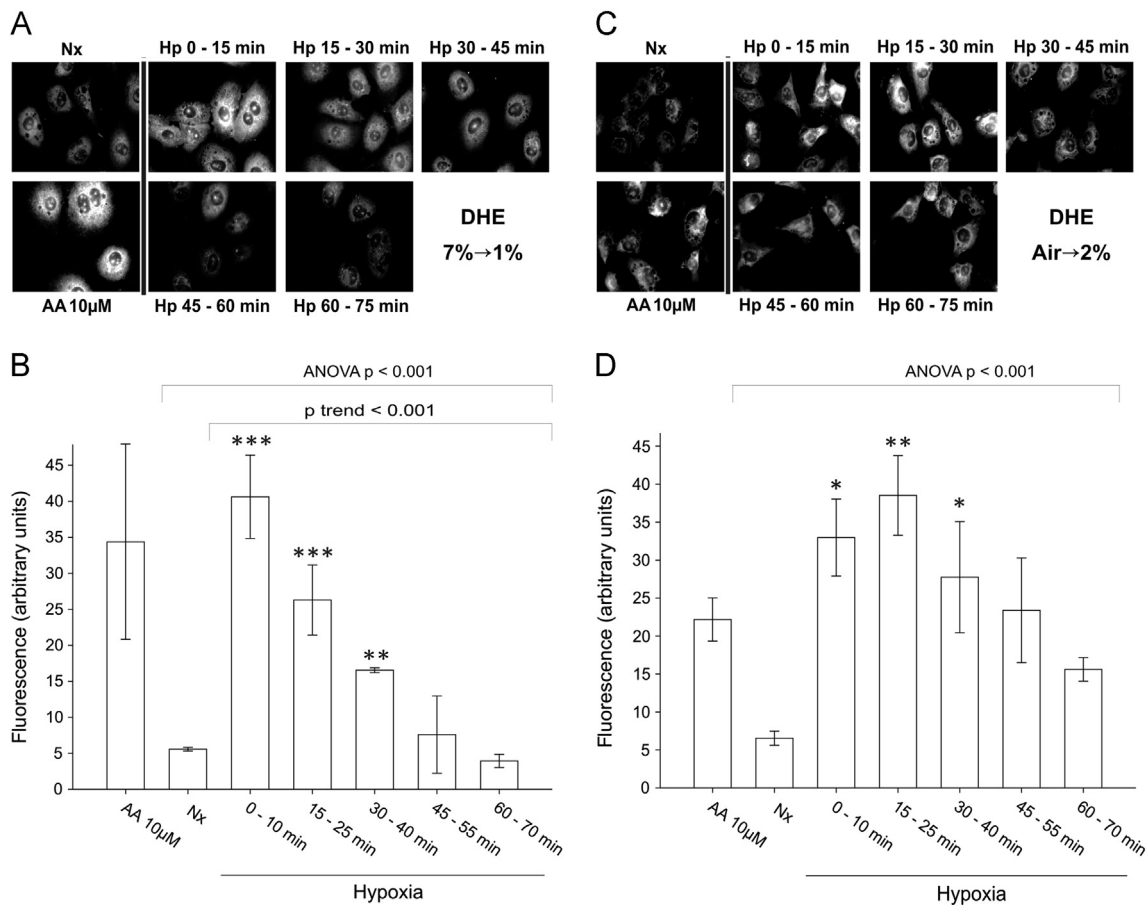 A
Nx
Hp 0 - 15 min
Hp 15 - 30 min
Hp 30 - 45 min
DHE
7%→1%
AA 10µM
Hp 45 - 60 min
Hp 60 - 75 min
C
Nx
Hp 0 - 15 min
Hp 15 - 30 min
Hp 30 - 45 min
DHE
Air→2%
AA 10µM
Hp 45 - 60 min
Hp 60 - 75 min
B
ANOVA p < 0.001
p trend < 0.001
Fluorescence (arbitrary units)
45
40
35
30
25
20
15
10
5
0
***
***
**
AA 10µM
Nx
0 - 10 min
15 - 25 min
30 - 40 min
45 - 55 min
60 - 70 min
Hypoxia
D
ANOVA p < 0.001
Fluorescence (arbitrary units)
45
40
35
30
25
20
15
10
5
0
*
**
*
AA 10µM
Nx
0 - 10 min
15 - 25 min
30 - 40 min
45 - 55 min
60 - 70 min
Hypoxia